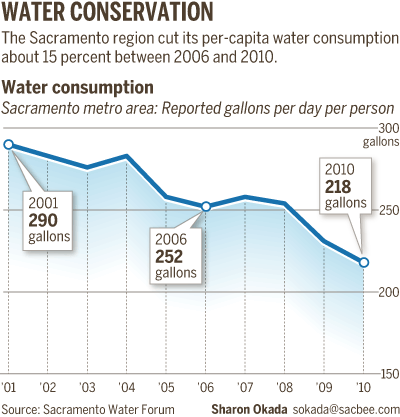 WATER CONSERVATION
The Sacramento region cut its per-capita water consumption
about 15 percent between 2006 and 2010.
Water consumption
Sacramento metro area: Reported gallons per day per person
300
gallons
2010
218
gallons
2001
290
gallons
250
2006
252
gallons
200
150
'01 '02 '03 '04 '05 '06 '07 '08 '09 '10
Source: Sacramento Water Forum Sharon Okada sokada@sacbee.com